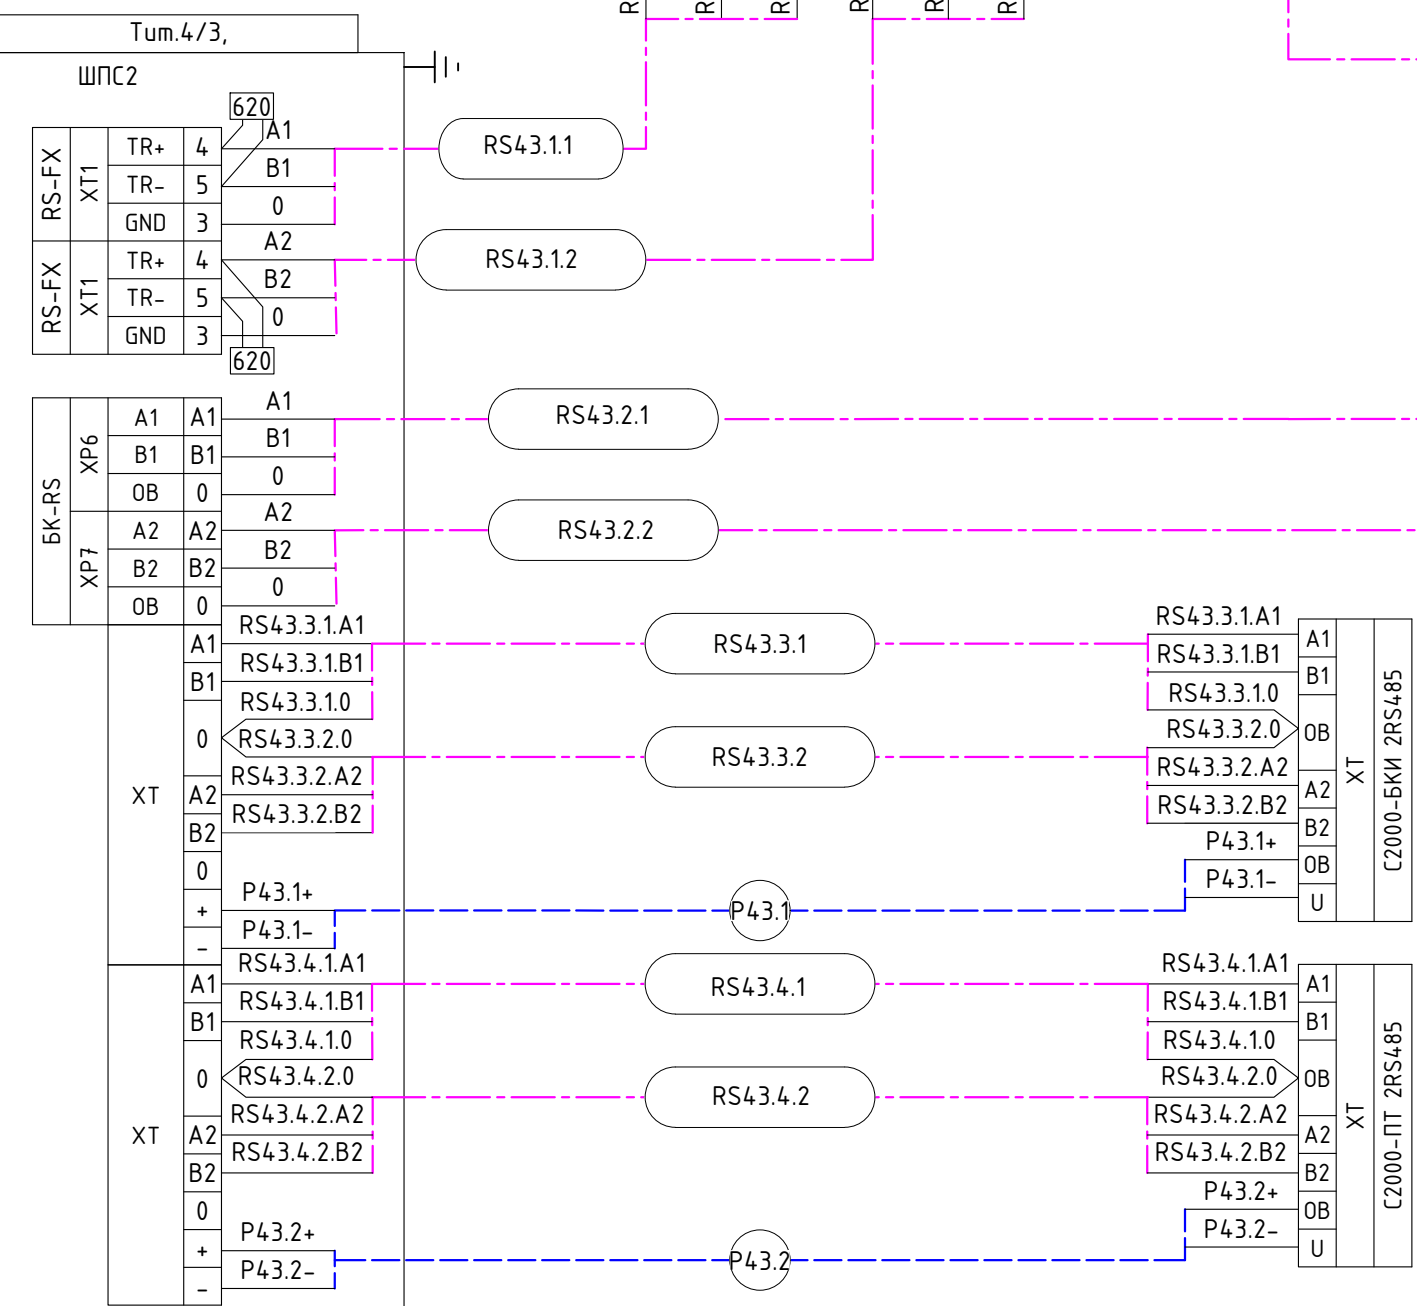 R
R
R
R
R
R
Тит.4/3,
ШПС2
620
RS-FX
XT1
TR+
4
A1
TR-
5
B1
GND
3
0
RS43.1.1
RS-FX
XT1
TR+
4
A2
TR-
5
B2
GND
3
0
620
RS43.1.2
БК-RS
XP6
A1
A1
A1
B1
B1
B1
0B
0
0
RS43.2.1
XP7
A2
A2
A2
B2
B2
B2
0B
0
0
RS43.2.2
XT
A1
RS43.3.1.A1
B1
RS43.3.1.B1
RS43.3.1.0
0
RS43.3.2.0
A2
RS43.3.2.A2
B2
RS43.3.2.B2
0
+
P43.1+
-
P43.1-
RS43.3.1
RS43.3.2
P43.1
RS43.3.1.A1
A1
RS43.3.1.B1
B1
RS43.3.1.0
RS43.3.2.0
0B
RS43.3.2.A2
A2
RS43.3.2.B2
B2
P43.1+
0B
P43.1-
U
XT
С2000-БКИ 2RS485
XT
A1
RS43.4.1.A1
B1
RS43.4.1.B1
RS43.4.1.0
0
RS43.4.2.0
A2
RS43.4.2.A2
B2
RS43.4.2.B2
0
+
P43.2+
-
P43.2-
RS43.4.1
RS43.4.2
P43.2
RS43.4.1.A1
A1
RS43.4.1.B1
B1
RS43.4.1.0
RS43.4.2.0
0B
RS43.4.2.A2
A2
RS43.4.2.B2
B2
P43.2+
0B
P43.2-
U
XT
С2000-ПТ 2RS485